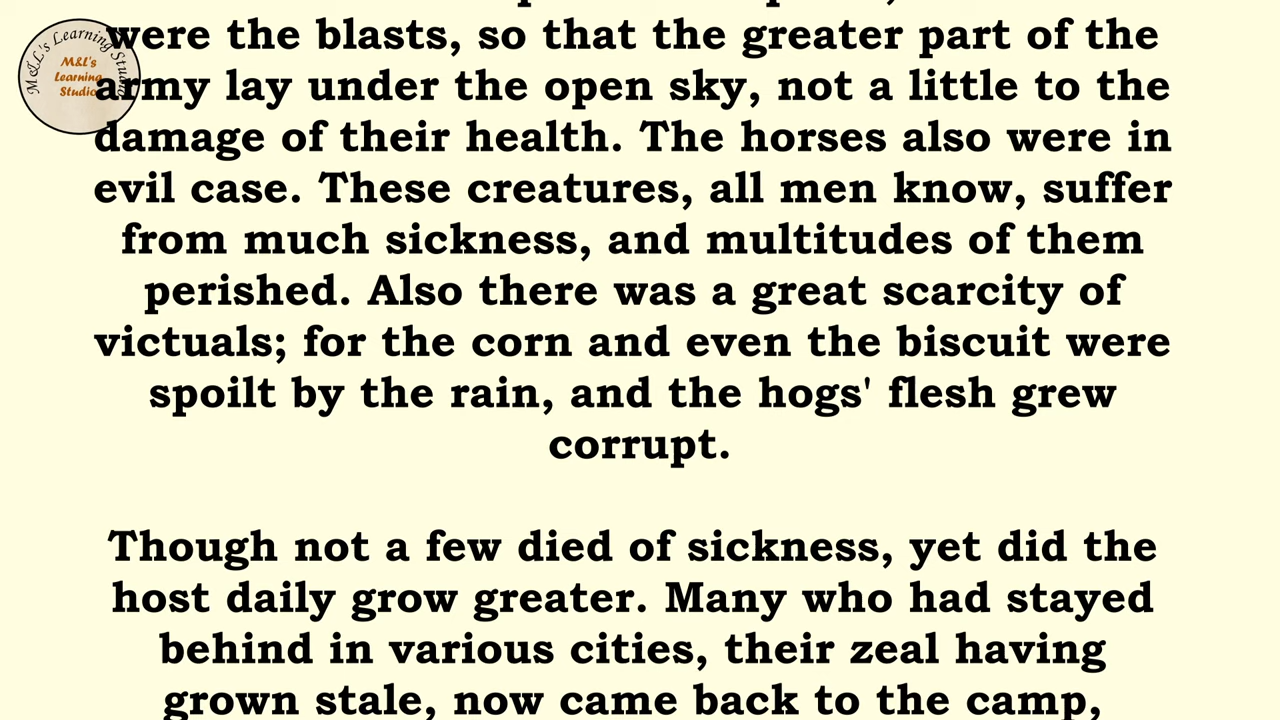 M&L's Learning Studio
M&L's
Learning
Studio
were the blasts, so that the greater part of the
army lay under the open sky, not a little to the
damage of their health. The horses also were in
evil case. These creatures, all men know, suffer
from much sickness, and multitudes of them
perished. Also there was a great scarcity of
victuals; for the corn and even the biscuit were
spoilt by the rain, and the hogs' flesh grew
corrupt.
Though not a few died of sickness, yet did the
host daily grow greater. Many who had stayed
behind in various cities, their zeal having
grown stale, now came back to the camp,